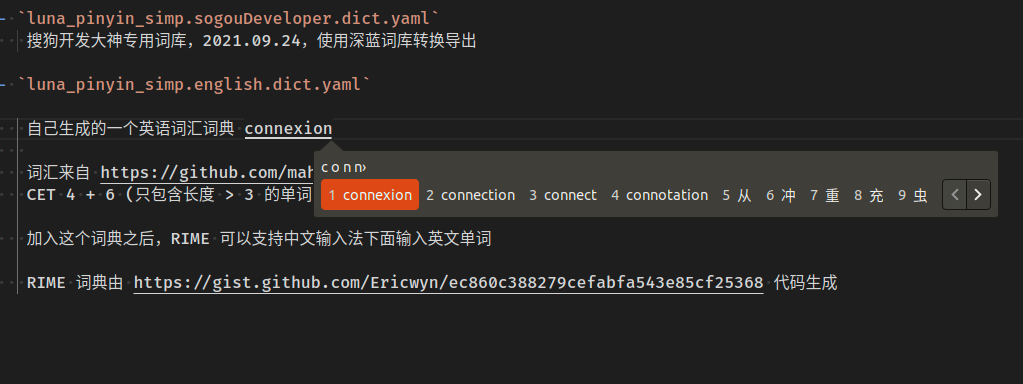 - `luna_pinyin_simp.sogouDeveloper.dict.yaml`
搜狗开发大神专用词库，2021.09.24，使用深蓝词库转换导出
- `luna_pinyin_simp.english.dict.yaml`
自己生成的一个英语词汇词典 connexion
conn›
1 connexion 2 connection 3 connect 4 connotation 5 从 6 冲 7 重 8 充 9 虫 < >
词汇来自 https://github.com/mah
CET 4 + 6 (只包含长度 > 3 的单词
加入这个词典之后，RIME 可以支持中文输入法下面输入英文单词
RIME 词典由 https://gist.github.com/Ericwyn/ec860c388279cefabfa543e85cf25368 代码生成